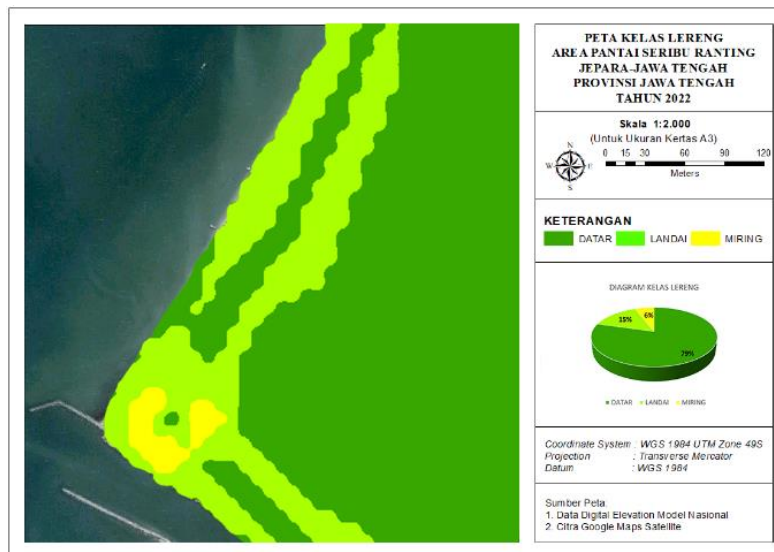 PETA KELAS LERENG
AREA PANTAI SERIBU RANTING
JEPARA-JAWA TENGAH
PROVINSI JAWA TENGAH
TAHUN 2022
Skala 1:2.000
(Untuk Ukuran Kertas A3)
N
W E
S
0 15 30 60 90 120
Meters
KETERANGAN
DATAR LANDAI MIRING
DIAGRAM KELAS LERENG
6%
15%
79%
DATAR LANDAI MIRING
Coordinate System : WGS 1984 UTM Zone 49S
Projection : Transverse Mercator
Datum : WGS 1984
Sumber Peta
1. Data Digital Elevation Model Nasional
2. Citra Google Maps Satellite